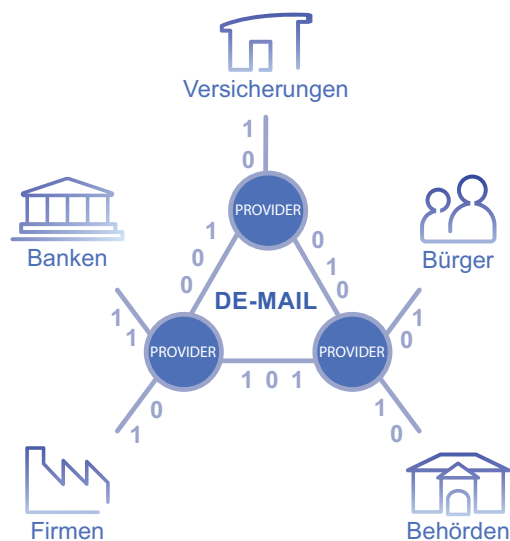 Versicherungen
1
0
PROVIDER
Banken
Bürger
1
0
0
0
1
0
DE-MAIL
1
1
PROVIDER
PROVIDER
1
0
1 0 1
0
1
1
0
Firmen
Behörden